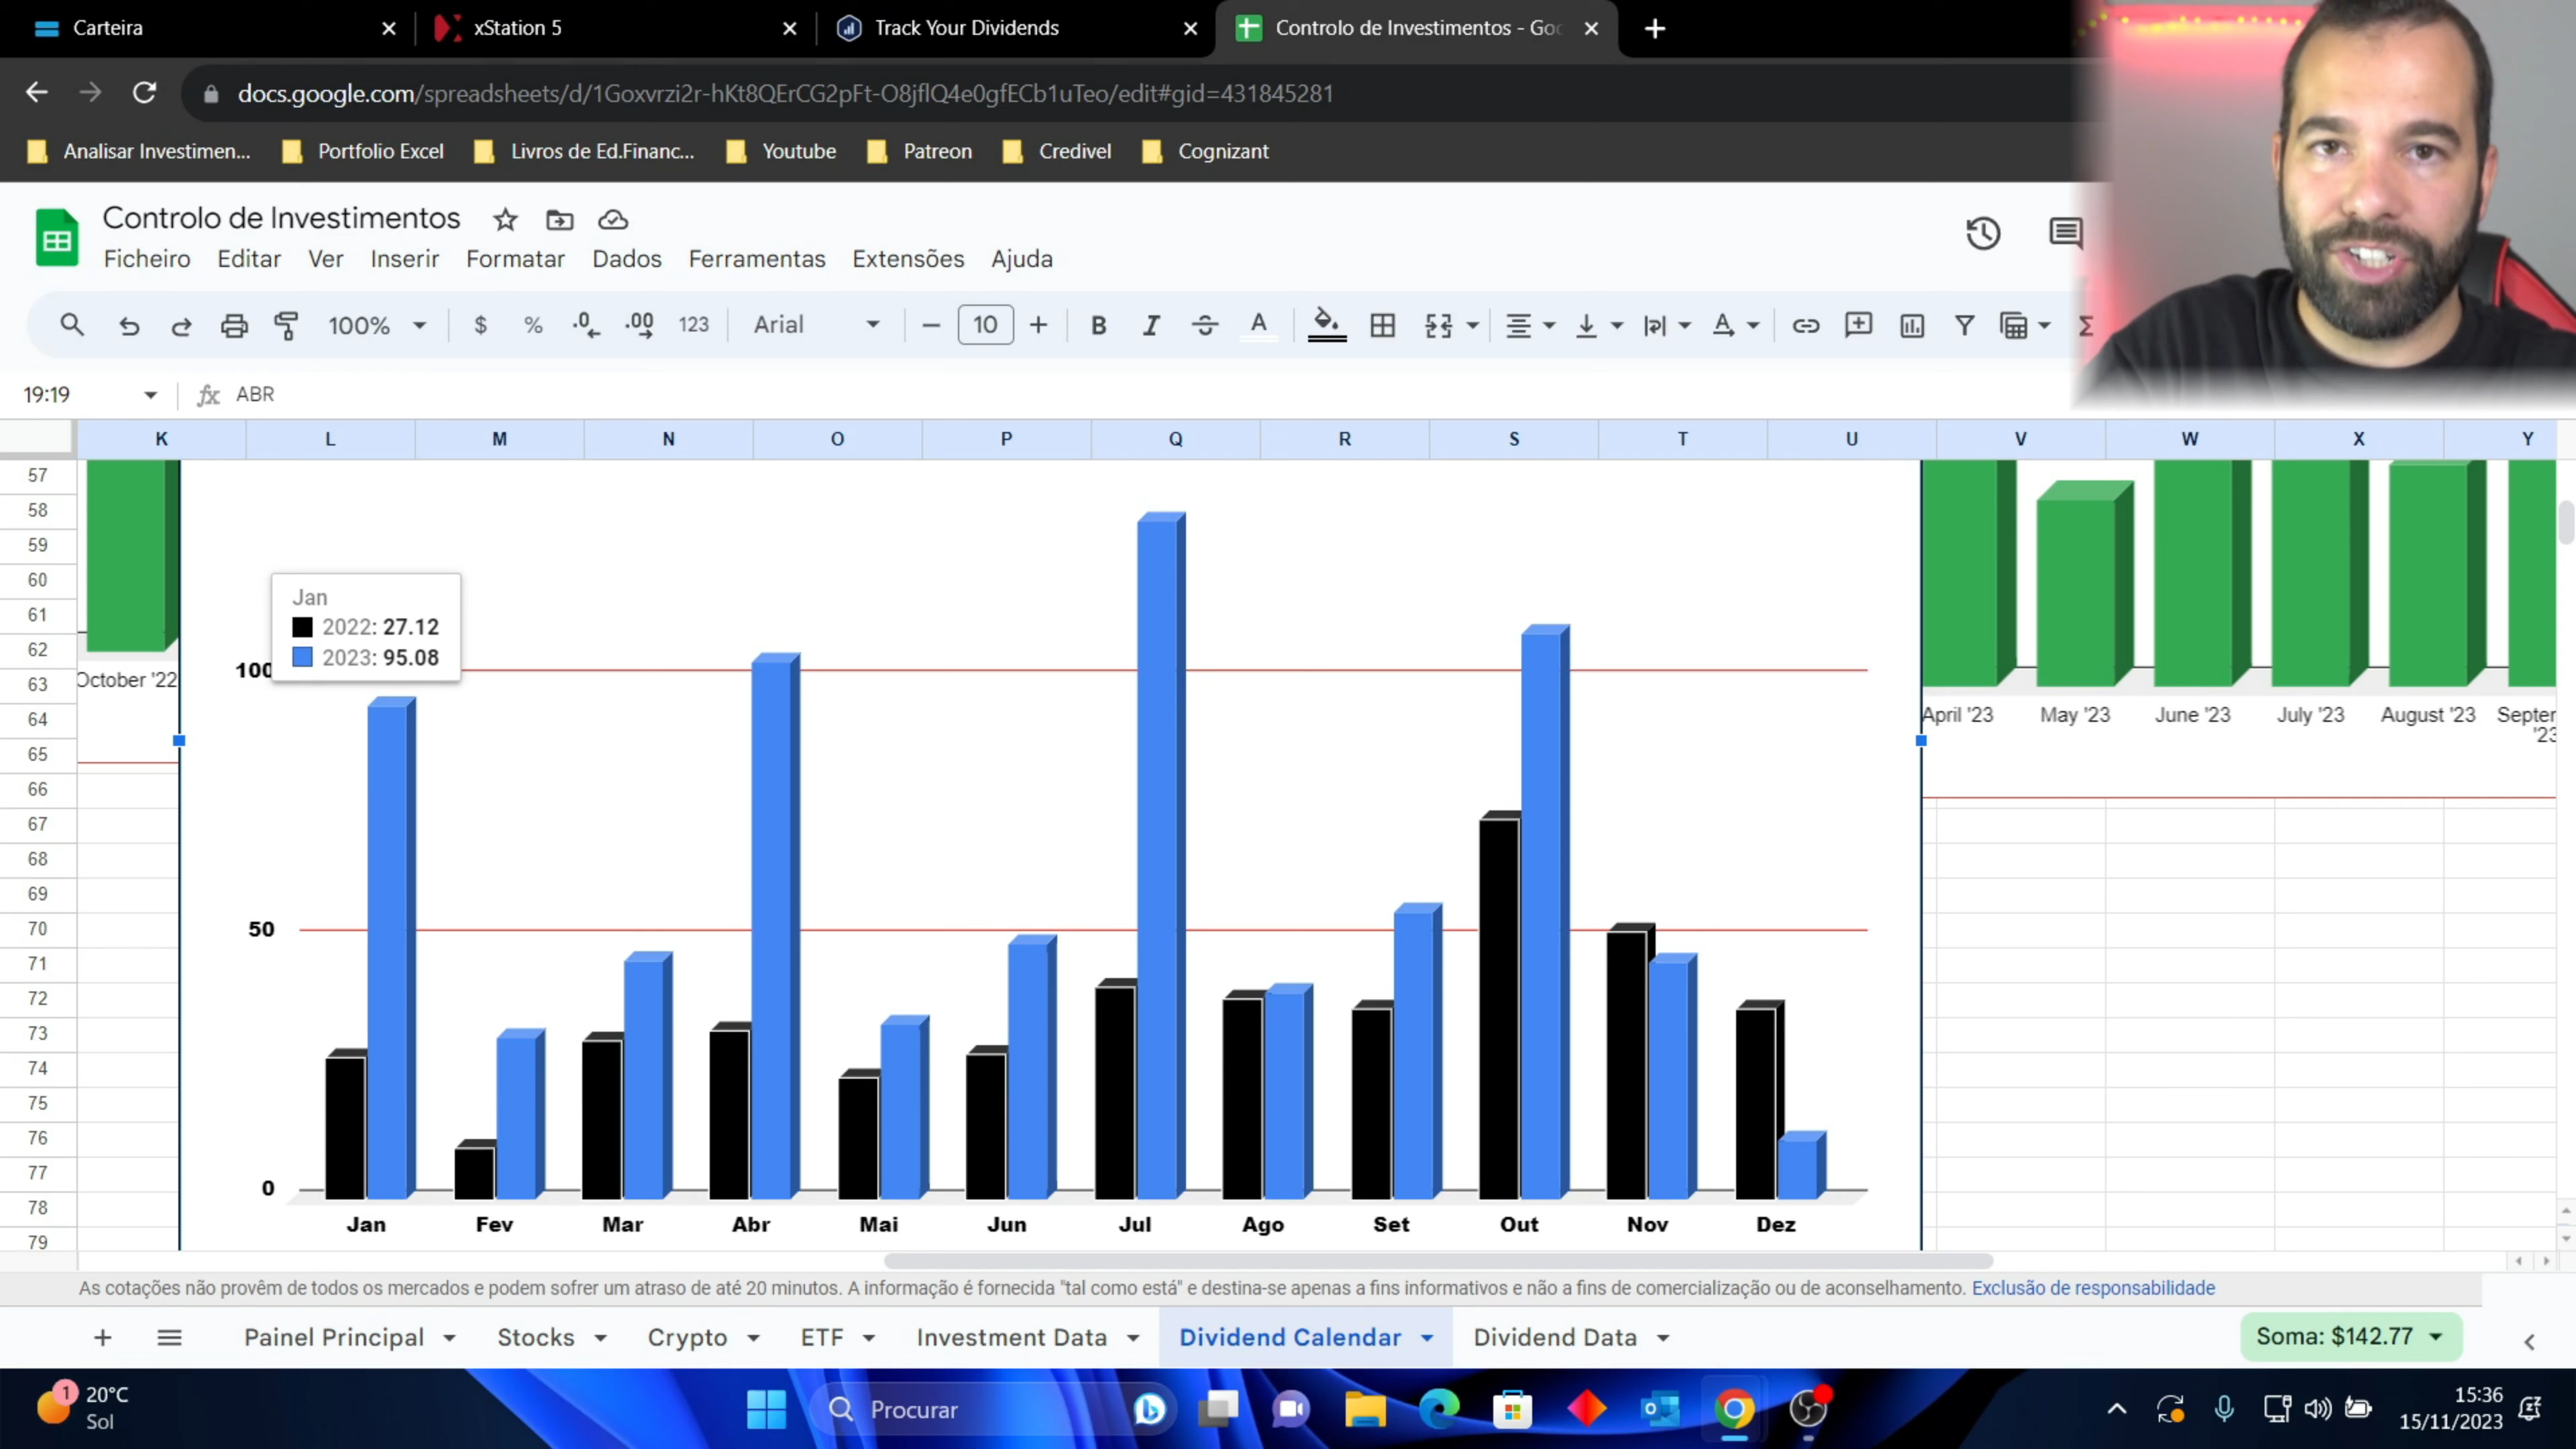 Carteira
xStation 5
Track Your Dividends
Controlo de Investimentos - Goo
docs.google.com/spreadsheets/d/1Goxvrzi2r-hKt8QErCG2pFt-O8jflQ4e0gfECb1uTeo/edit#gid=431845281
Analisar Investimen...
Portfolio Excel
Livros de Ed.Financ...
Youtube
Patreon
Credivel
Cognizant
Controlo de Investimentos
Ficheiro Editar Ver Inserir Formatar Dados Ferramentas Extensões Ajuda
100% $ % .0 .00 123 Arial 10 B I A Σ
19:19 fx ABR
K L M N O P Q R S T U V W X Y
57
58
59
60
61
62
63
64
65
66
67
68
69
70
71
72
73
74
75
76
77
78
79
October '22
Jan
2022: 27.12
2023: 95.08
100
50
0
Jan Fev Mar Abr Mai Jun Jul Ago Set Out Nov Dez
April '23 May '23 June '23 July '23 August '23
'23
As cotações não provêm de todos os mercados e podem sofrer um atraso de até 20 minutos. A informação é fornecida "tal como está" e destina-se apenas a fins informativos e não a fins de comercialização ou de aconselhamento. Exclusão de responsabilidade
+ Painel Principal Stocks Crypto ETF Investment Data Dividend Calendar Dividend Data Soma: $142.77
1 20°C
Sol
Procurar
15:36
15/11/2023